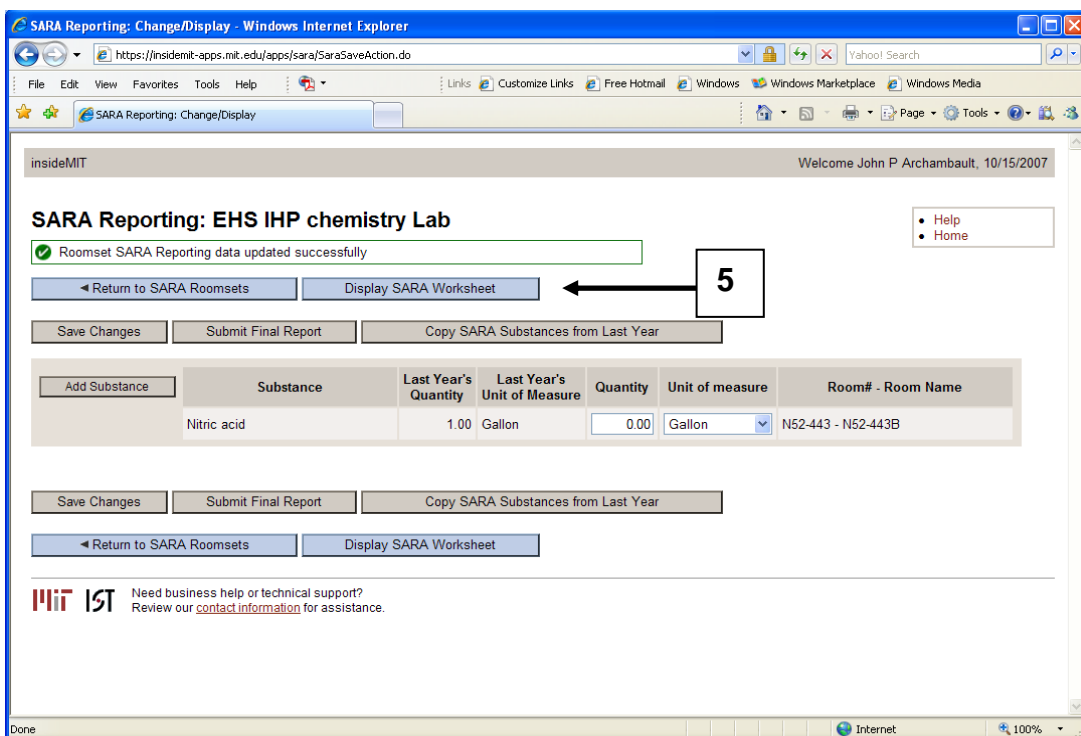 SARA Reporting: Change/Display - Windows Internet Explorer
https://insidemit-apps.mit.edu/apps/sara/SaraSaveAction.do
Yahoo! Search
File Edit View Favorites Tools Help
Links Customize Links Free Hotmail Windows Windows Marketplace Windows Media
SARA Reporting: Change/Display
Page Tools
insideMIT
Welcome John P Archambault, 10/15/2007
SARA Reporting: EHS IHP chemistry Lab
• Help
• Home
Roomset SARA Reporting data updated successfully
◄Return to SARA Roomsets Display SARA Worksheet
5
Save Changes Submit Final Report Copy SARA Substances from Last Year
Add Substance Substance Last Year's Quantity Last Year's Unit of Measure Quantity Unit of measure Room# - Room Name
Nitric acid 1.00 Gallon 0.00 Gallon N52-443 - N52-443B
Save Changes Submit Final Report Copy SARA Substances from Last Year
◄Return to SARA Roomsets Display SARA Worksheet
MIT IST
Need business help or technical support?
Review our contact information for assistance.
Done Internet 100%